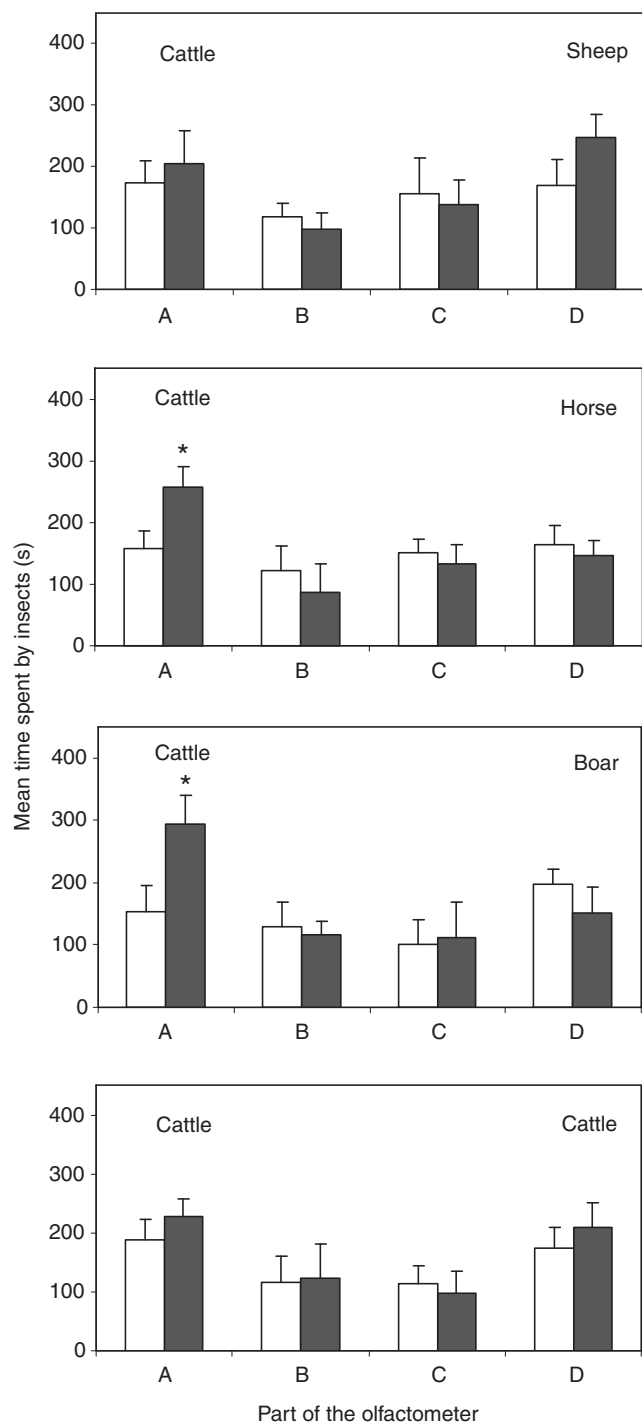 Mean time spent by insects (s)
Cattle Sheep
400
300
200
100
0
A B C D
Cattle Horse
*
400
300
200
100
0
A B C D
Cattle Boar
*
400
300
200
100
0
A B C D
Cattle Cattle
400
300
200
100
0
A B C D
Part of the olfactometer